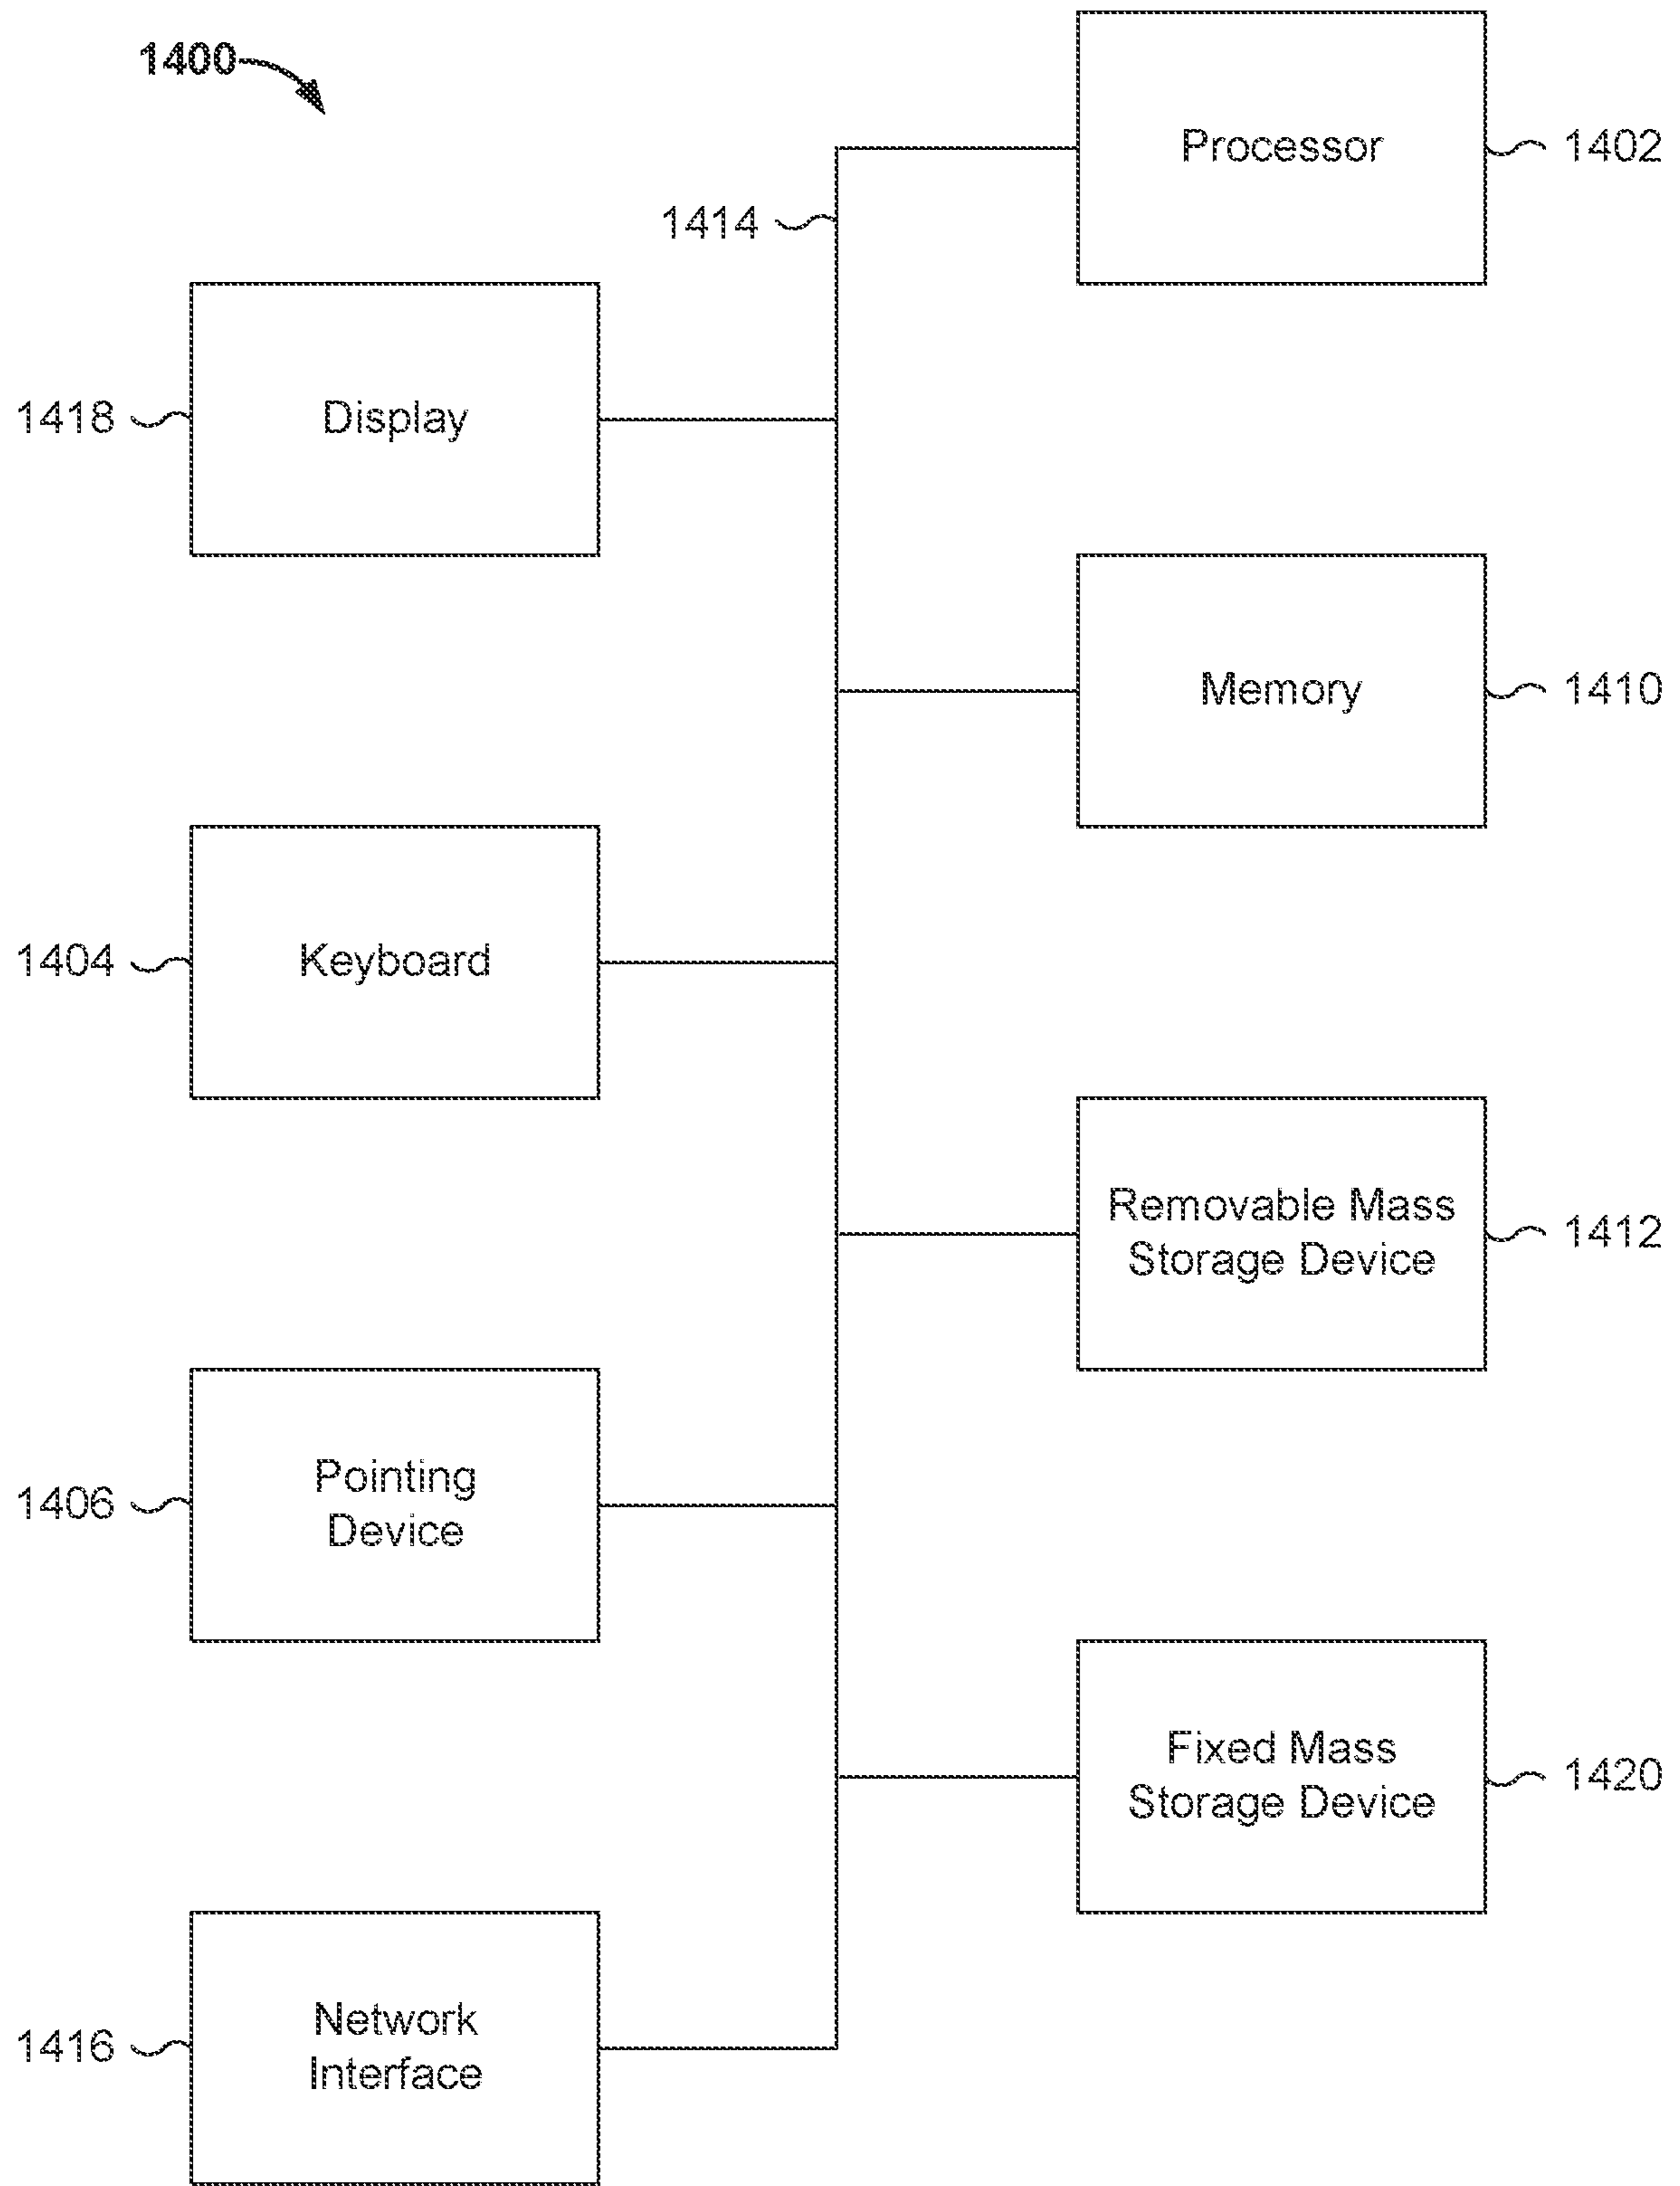 1400
Processor
1402
1414
Display
1418
Memory
1410
Keyboard
1404
Removable Mass
Storage Device
1412
Pointing
Device
1406
Fixed Mass
Storage Device
1420
Network
Interface
1416